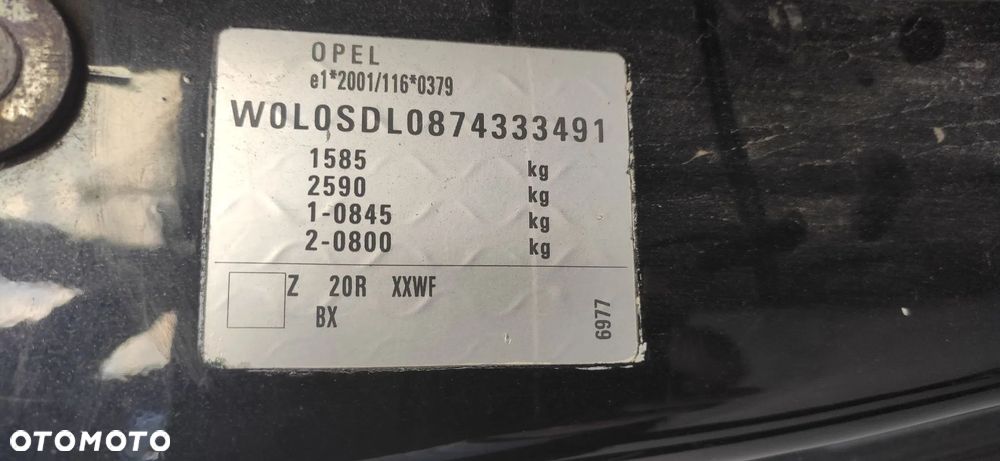 OPEL
e1*2001/116*0379
W0L0SDL0874333491
1585 kg
2590 kg
1-0845 kg
2-0800 kg
Z 20R XXWF
BX
6977
OTOMOTO